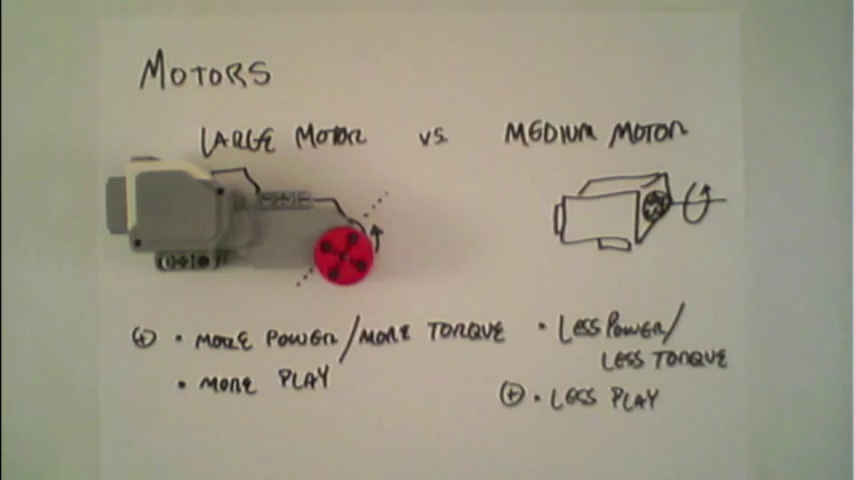 MOTORS
LARGE MOTOR vs MEDIUM MOTOR
⊕ • MORE POWER/MORE TORQUE
• MORE PLAY
• LESS POWER/
LESS TORQUE
⊕ • LESS PLAY